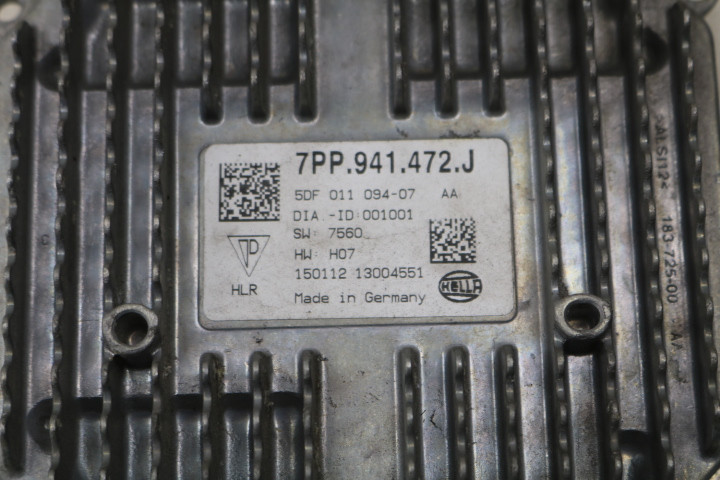 7PP.941.472.J
5DF 011 094-07 AA
DIA.-ID:001001
SW: 7560
HW: H07
150112 13004551
HLR
Made in Germany
HELLA
ALSI12
183.725-00